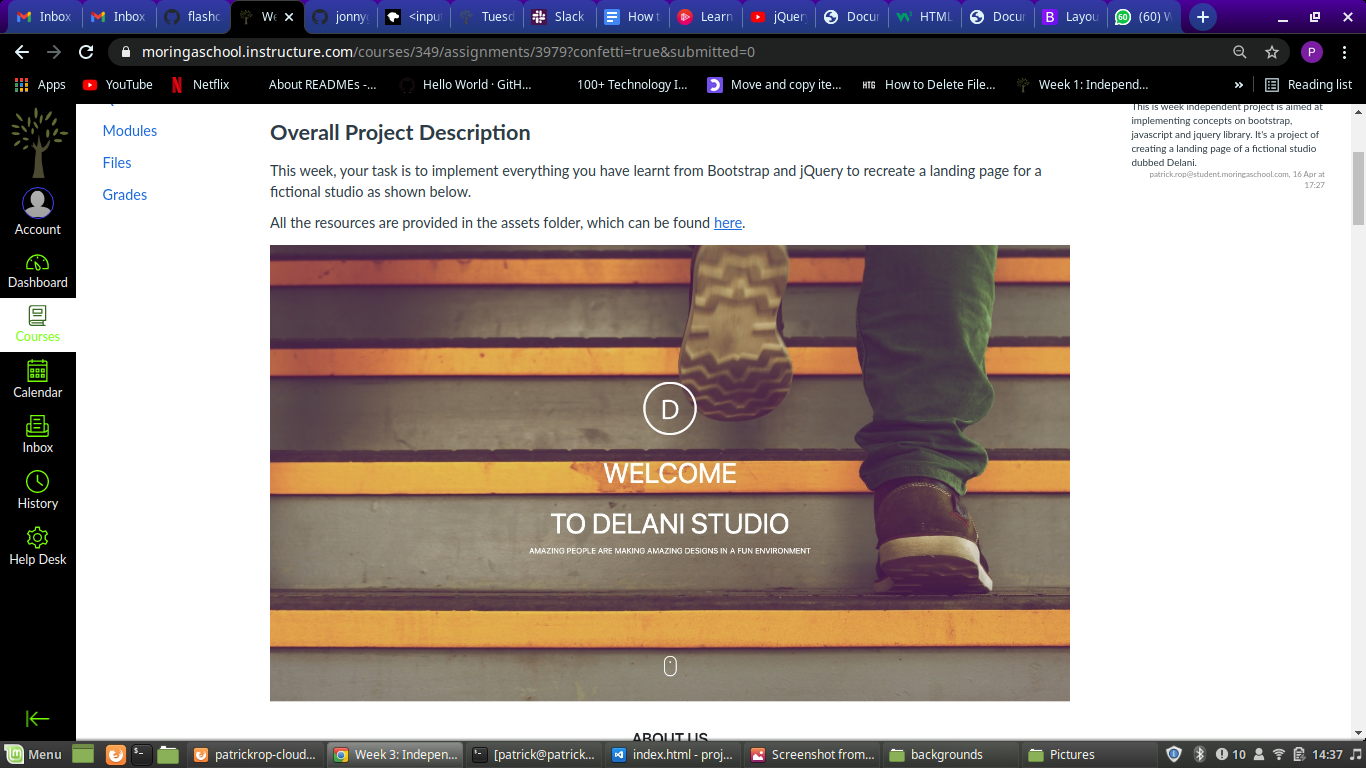 Inbox
Inbox
flashc
We
jonny
<inpu
Tuesd
Slack
How t
Learn
jQuer
Docur
HTML
Docur
Layou
(60) W
moringaschool.instructure.com/courses/349/assignments/3979?confetti=true&submitted=0
P
Apps
YouTube
Netflix
About READMEs -...
Hello World · GitH...
100+ Technology I...
Move and copy ite...
HTG How to Delete File...
Week 1: Independ...
»
Reading list
Modules
Files
Grades
Account
Dashboard
Courses
Calendar
Inbox
History
Help Desk
Overall Project Description
This week, your task is to implement everything you have learnt from Bootstrap and jQuery to recreate a landing page for a
fictional studio as shown below.
All the resources are provided in the assets folder, which can be found here.
D
WELCOME
TO DELANI STUDIO
AMAZING PEOPLE ARE MAKING AMAZING DESIGNS IN A FUN ENVIRONMENT
ABOUT US
This is week independent project is aimed at
implementing concepts on bootstrap,
javascript and jquery library. It's a project of
creating a landing page of a fictional studio
dubbed Delani.
patrick.rop@student.moringaschool.com, 16 Apr at
17:27
Menu
patrickrop-cloud...
Week 3: Indepen...
[patrick@patrick...
index.html - proj...
Screenshot from...
backgrounds
Pictures
10
14:37